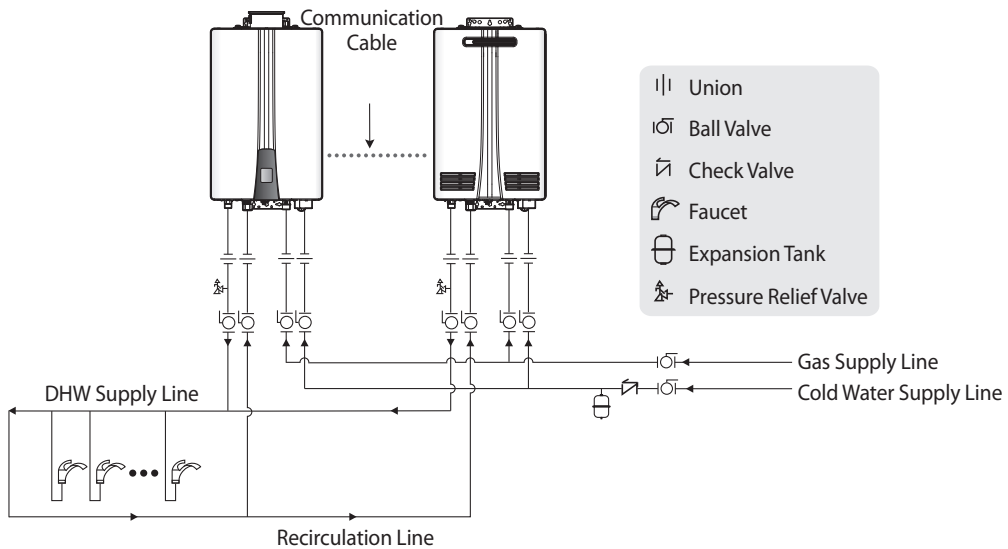 Communication
Cable
Union
Ball Valve
Check Valve
Faucet
Expansion Tank
Pressure Relief Valve
Gas Supply Line
Cold Water Supply Line
DHW Supply Line
Recirculation Line